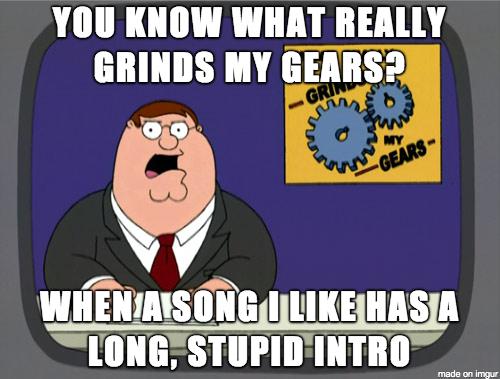 YOU KNOW WHAT REALLY
GRINDS MY GEARS?
GRINDS
MY
GEARS
WHEN A SONG I LIKE HAS A
LONG, STUPID INTRO
made on imgur